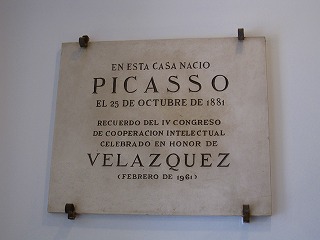 EN ESTA CASA NACIO
PICASSO
EL 25 DE OCTUBRE DE 1881
RECUERDO DEL IV CONGRESO
DE COOPERACION INTELECTUAL
CELEBRADO EN HONOR DE
VELAZQUEZ
(FEBRERO DE 1961)